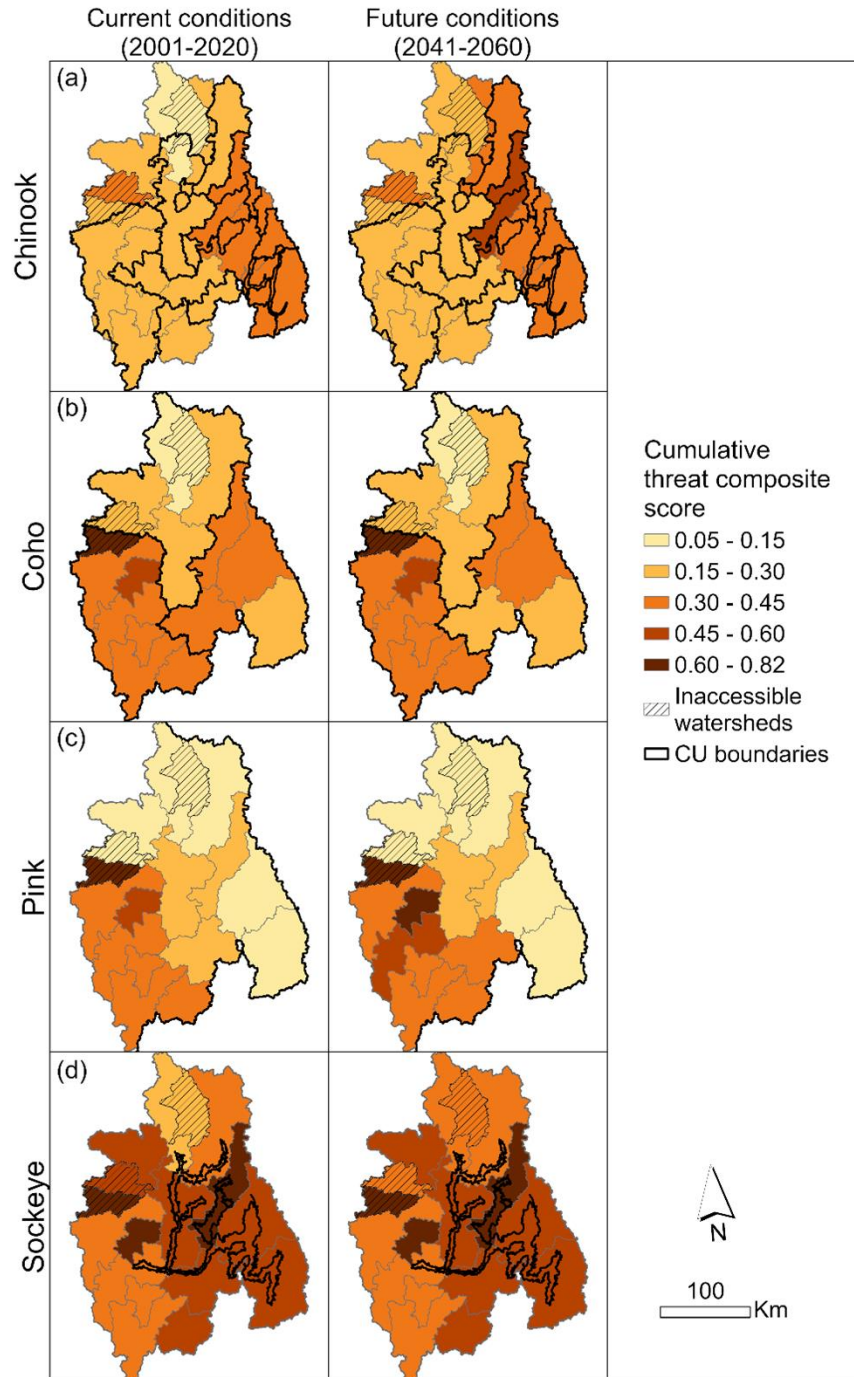 Current conditions
(2001-2020)
Future conditions
(2041-2060)
(a)
Chinook
(b)
Coho
(c)
Pink
(d)
Sockeye
Cumulative
threat composite
score
0.05 - 0.15
0.15 - 0.30
0.30 - 0.45
0.45 - 0.60
0.60 - 0.82
Inaccessible
watersheds
CU boundaries
N
100
Km